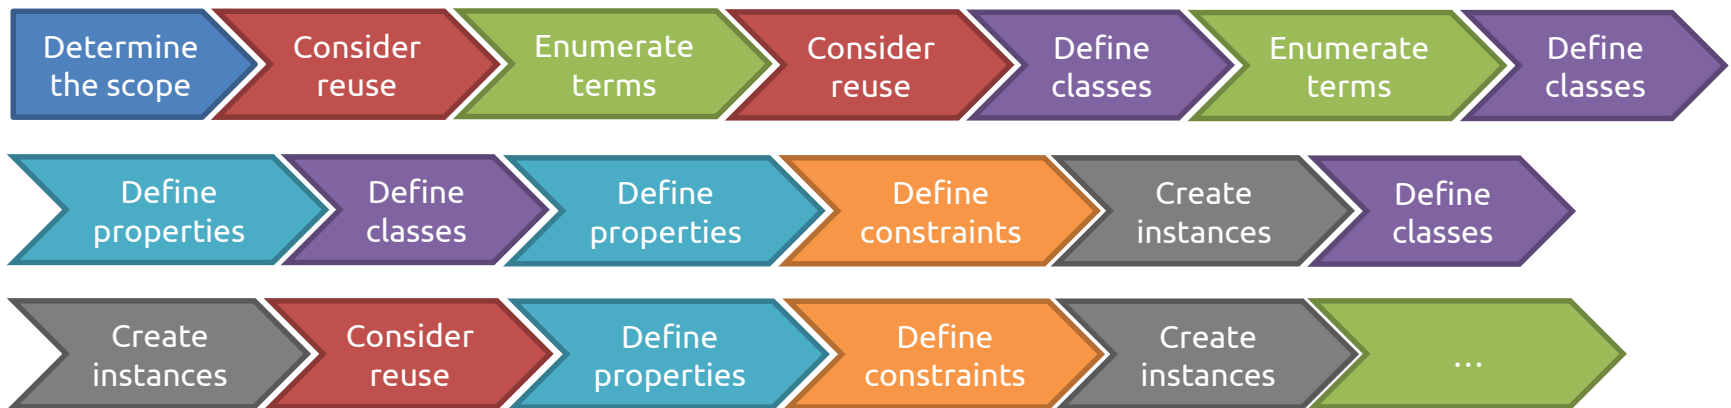 Determine
the scope
Consider
reuse
Enumerate
terms
Consider
reuse
Define
classes
Enumerate
terms
Define
classes
Define
properties
Define
classes
Define
properties
Define
constraints
Create
instances
Define
classes
Create
instances
Consider
reuse
Define
properties
Define
constraints
Create
instances
...